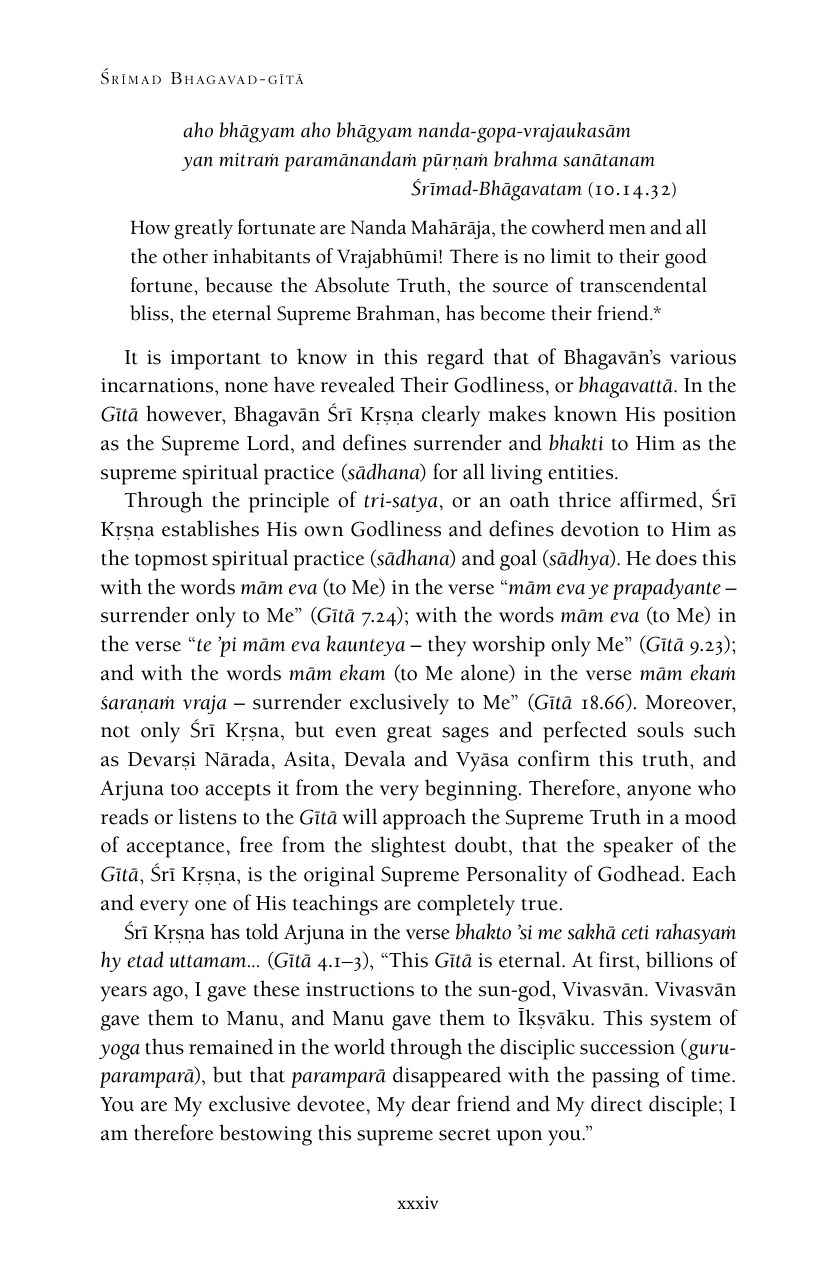 Śrīmad Bhagavad-gītā
aho bhāgyam aho bhāgyam nanda-gopa-vrajaukasām
yan mitraṁ paramānandaṁ pūrṇaṁ brahma sanātanam
Śrīmad-Bhāgavatam (10.14.32)
How greatly fortunate are Nanda Mahārāja, the cowherd men and all
the other inhabitants of Vrajabhūmi! There is no limit to their good
fortune, because the Absolute Truth, the source of transcendental
bliss, the eternal Supreme Brahman, has become their friend.*
It is important to know in this regard that of Bhagavān’s various
incarnations, none have revealed Their Godliness, or bhagavattā. In the
Gītā however, Bhagavān Śrī Kṛṣṇa clearly makes known His position
as the Supreme Lord, and defines surrender and bhakti to Him as the
supreme spiritual practice (sādhana) for all living entities.
Through the principle of tri-satya, or an oath thrice affirmed, Śrī
Kṛṣṇa establishes His own Godliness and defines devotion to Him as
the topmost spiritual practice (sādhana) and goal (sādhya). He does this
with the words mām eva (to Me) in the verse “mām eva ye prapadyante –
surrender only to Me” (Gītā 7.24); with the words mām eva (to Me) in
the verse “te ’pi mām eva kaunteya – they worship only Me” (Gītā 9.23);
and with the words mām ekam (to Me alone) in the verse mām ekaṁ
śaraṇaṁ vraja – surrender exclusively to Me” (Gītā 18.66). Moreover,
not only Śrī Kṛṣṇa, but even great sages and perfected souls such
as Devarṣi Nārada, Asita, Devala and Vyāsa confirm this truth, and
Arjuna too accepts it from the very beginning. Therefore, anyone who
reads or listens to the Gītā will approach the Supreme Truth in a mood
of acceptance, free from the slightest doubt, that the speaker of the
Gītā, Śrī Kṛṣṇa, is the original Supreme Personality of Godhead. Each
and every one of His teachings are completely true.
Śrī Kṛṣṇa has told Arjuna in the verse bhakto ’si me sakhā ceti rahasyaṁ
hy etad uttamam... (Gītā 4.1–3), “This Gītā is eternal. At first, billions of
years ago, I gave these instructions to the sun-god, Vivasvān. Vivasvān
gave them to Manu, and Manu gave them to Īkṣvāku. This system of
yoga thus remained in the world through the disciplic succession (guru-
paramparā), but that paramparā disappeared with the passing of time.
You are My exclusive devotee, My dear friend and My direct disciple; I
am therefore bestowing this supreme secret upon you.”
xxxiv